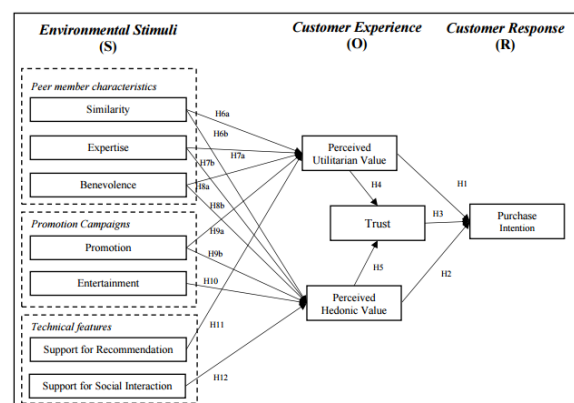 Environmental Stimuli
(S)
Customer Experience
(O)
Customer Response
(R)
Peer member characteristics
Similarity
Expertise
Benevolence
Promotion Campaigns
Promotion
Entertainment
Technical features
Support for Recommendation
Support for Social Interaction
H6a
H6b
H7a
H7b
H8a
H8b
H9a
H9b
H10
H11
H12
Perceived
Utilitarian Value
H4
Trust
H5
Perceived
Hedonic Value
H1
H3
H2
Purchase
Intention